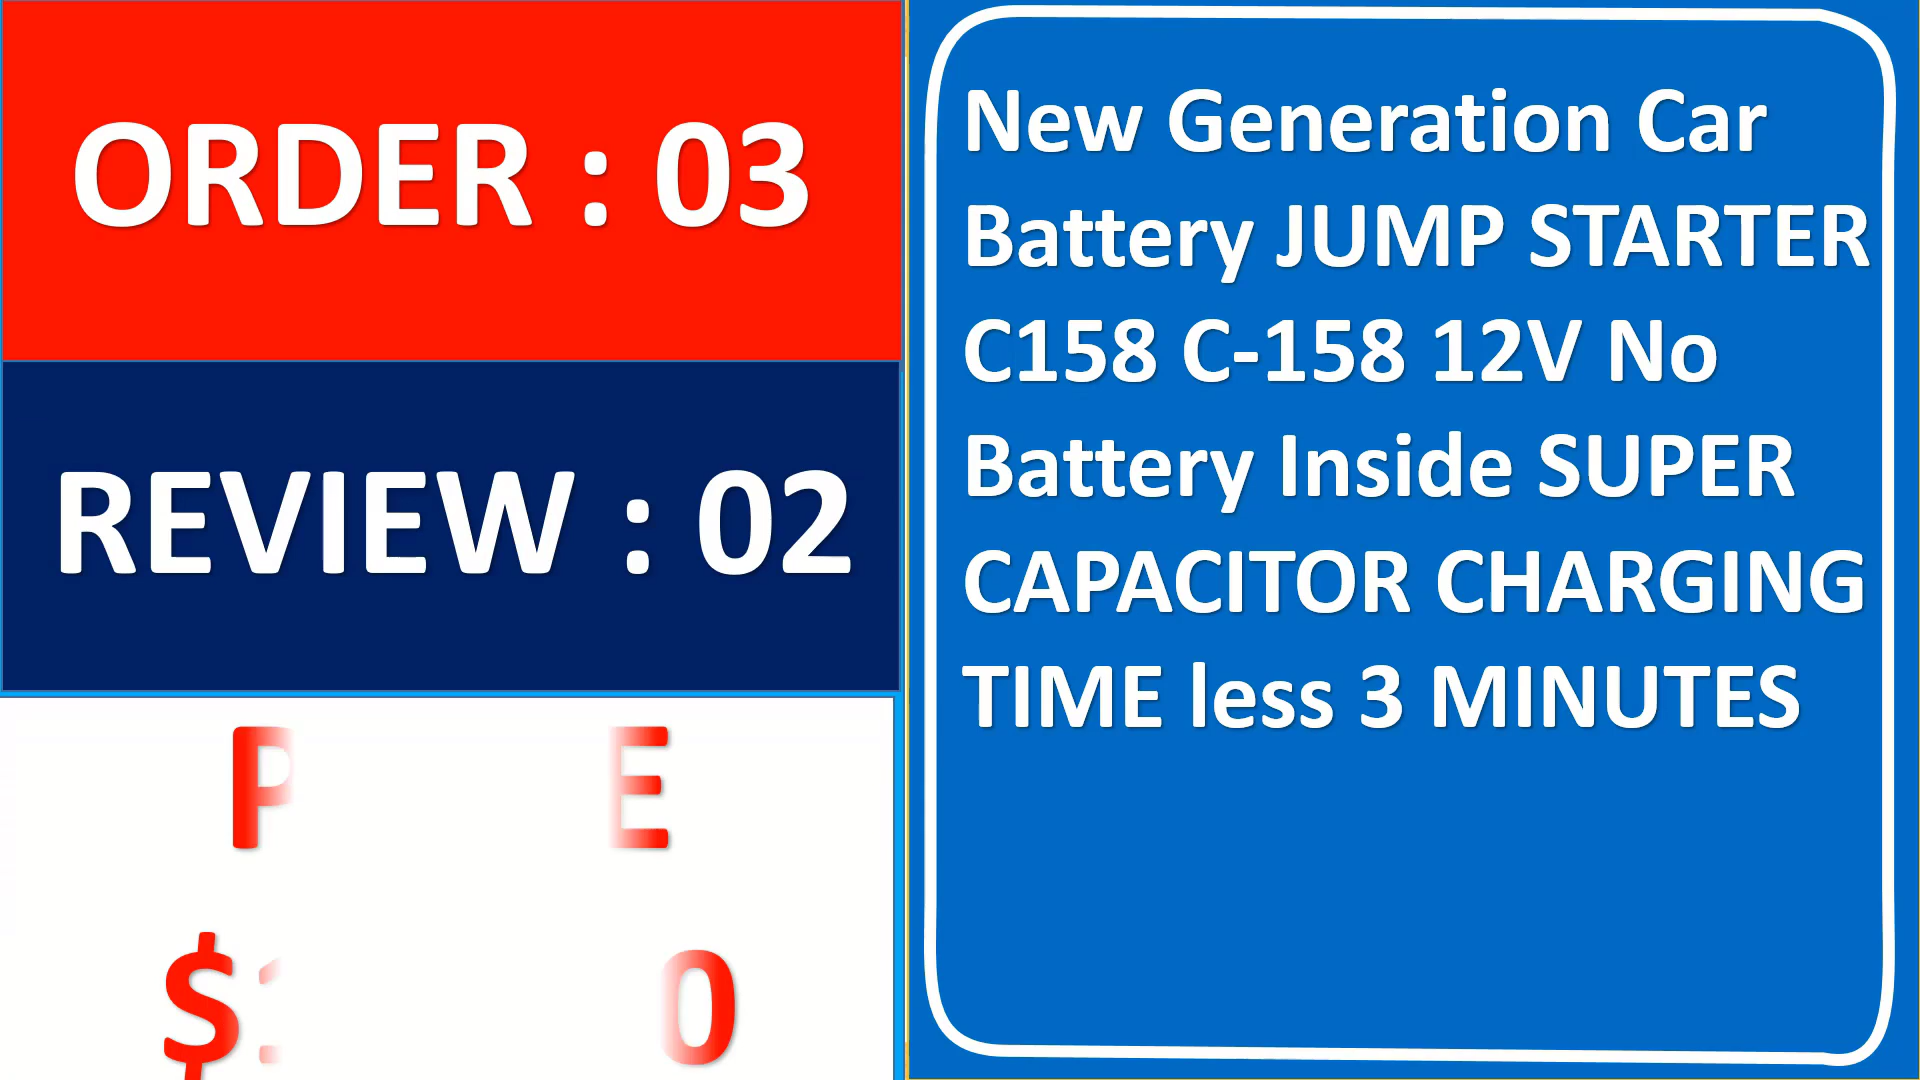 ORDER : 03
REVIEW : 02
New Generation Car
Battery JUMP STARTER
C158 C-158 12V No
Battery Inside SUPER
CAPACITOR CHARGING
TIME less 3 MINUTES